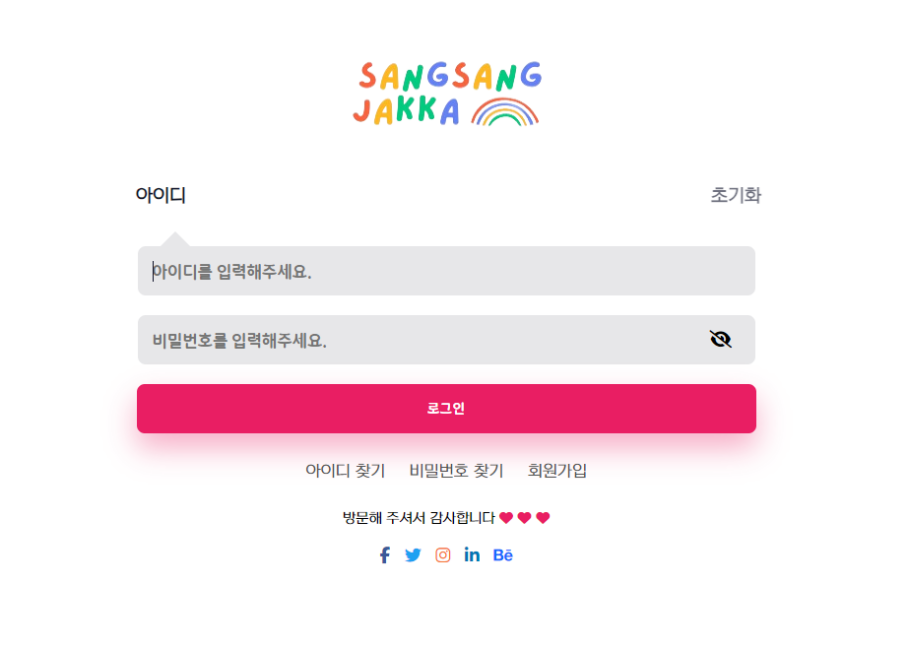 SANGSANG
JAKKA
아이디 초기화
아이디를 입력해주세요.
비밀번호를 입력해주세요.
로그인
아이디 찾기 비밀번호 찾기 회원가입
방문해 주셔서 감사합니다
f in Bē